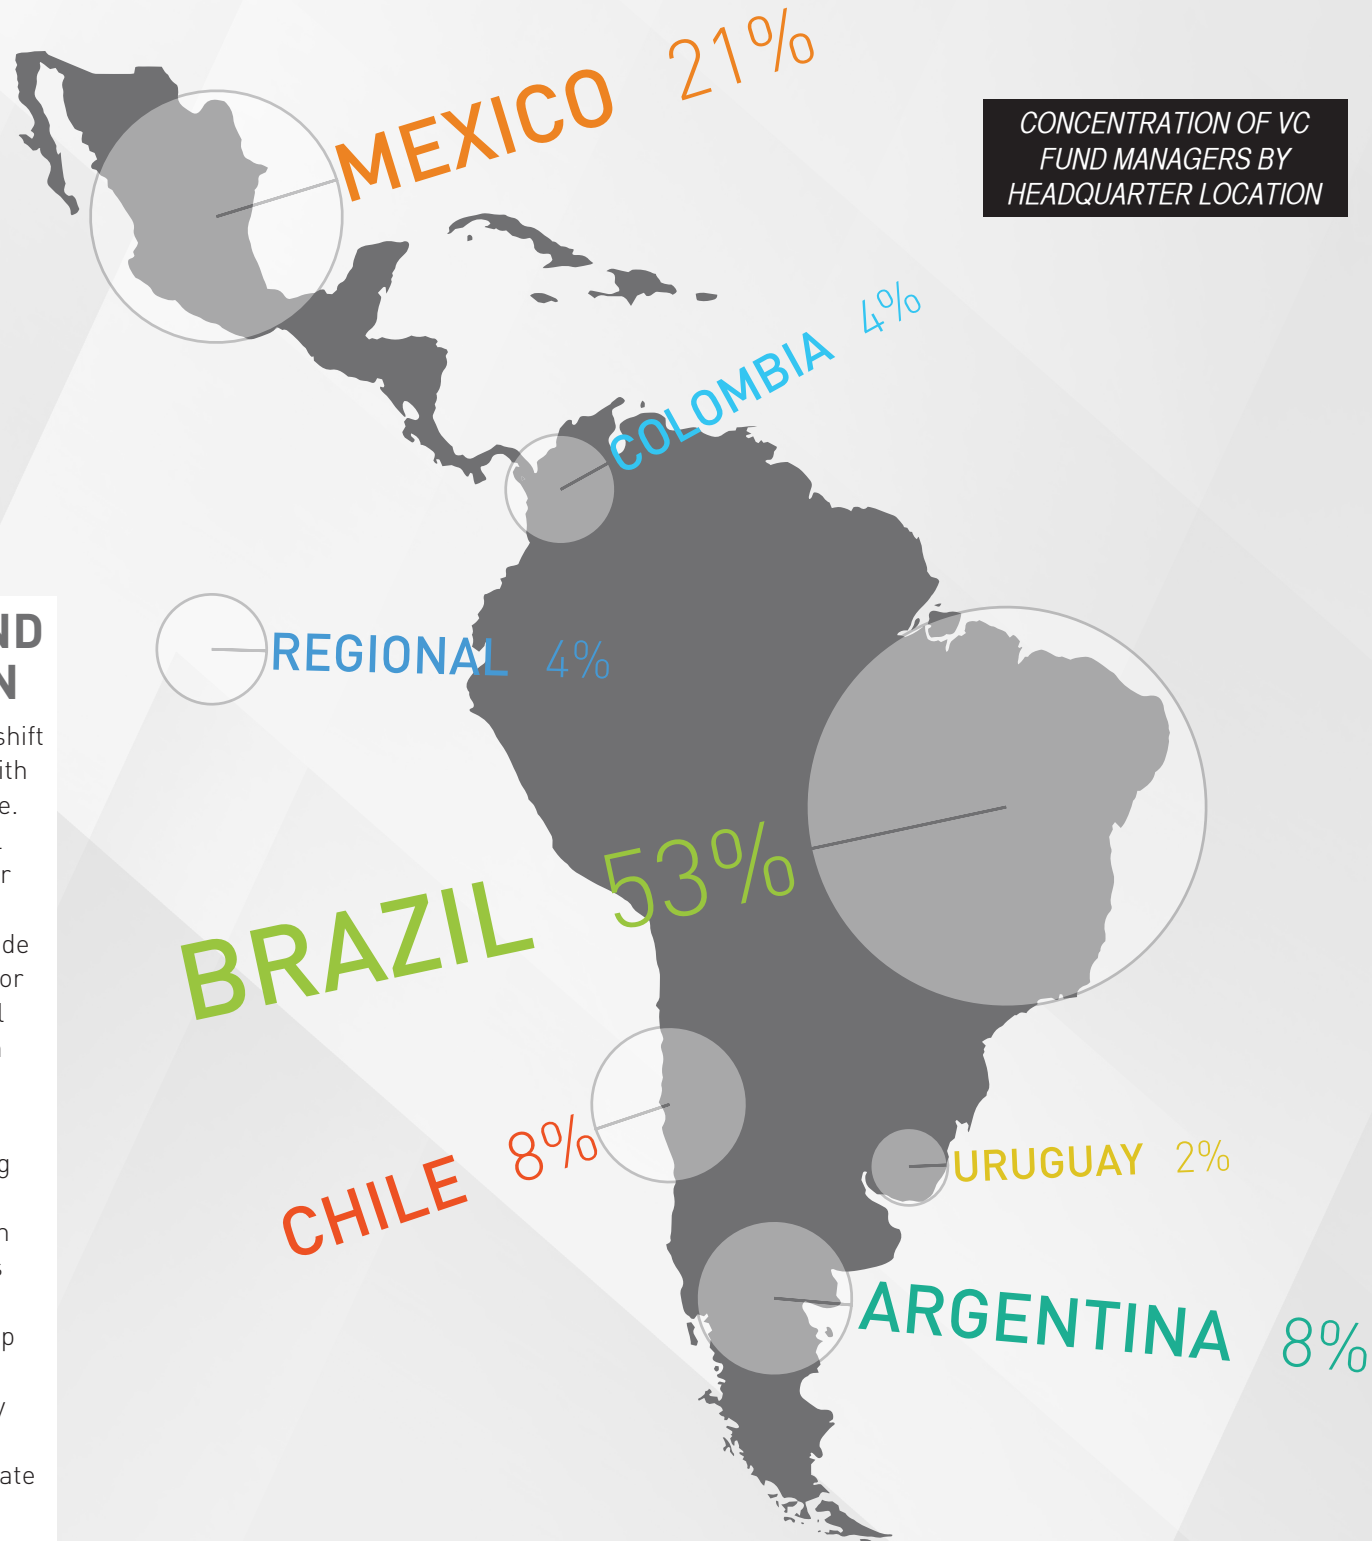 MEXICO 21%
CONCENTRATION OF VC
FUND MANAGERS BY
HEADQUARTER LOCATION
COLOMBIA 4%
REGIONAL 4%
BRAZIL 53%
CHILE 8%
URUGUAY 2%
ARGENTINA 8%
shift